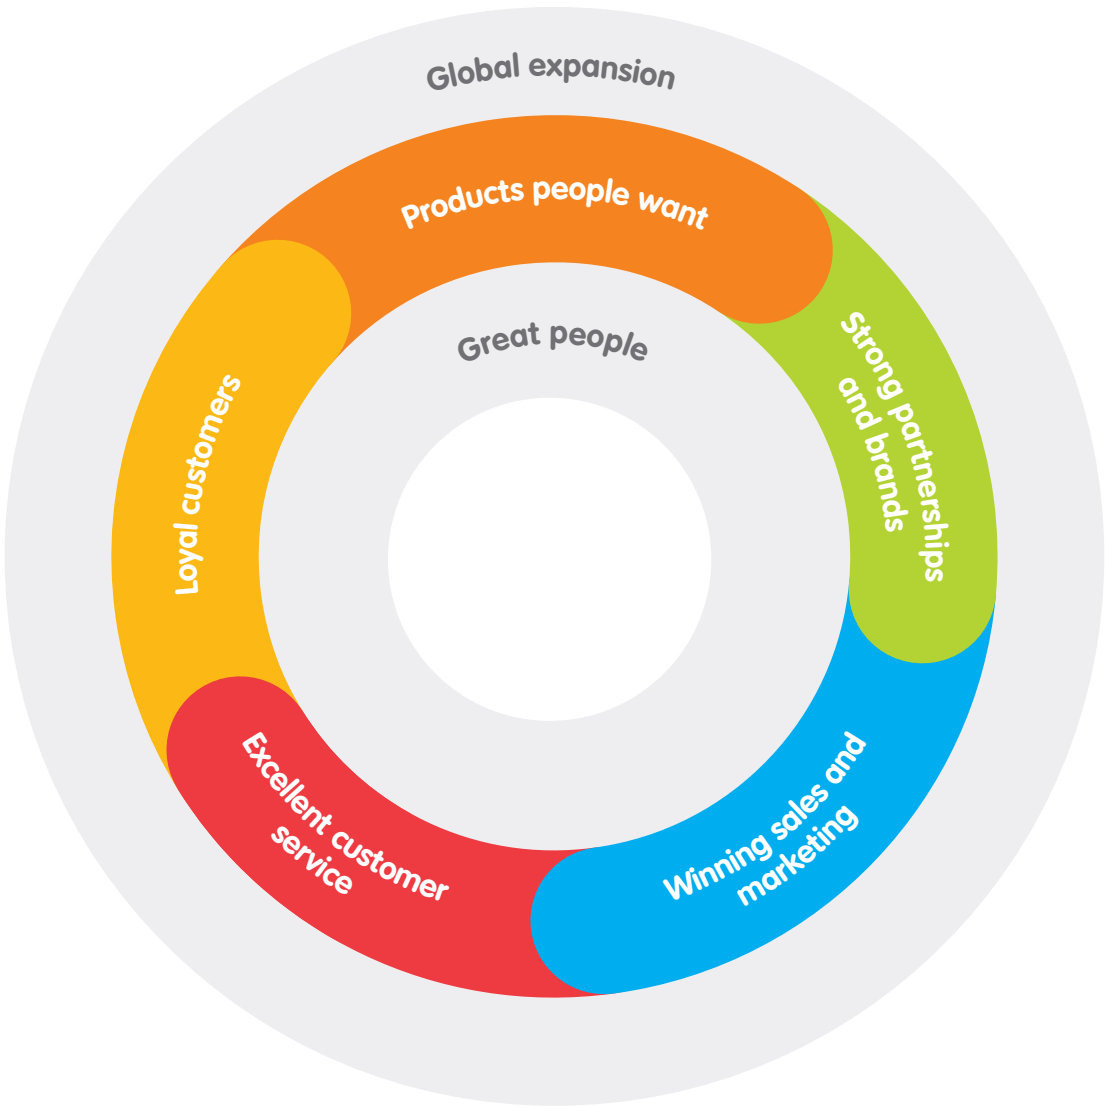 Global expansion
Products people want
Strong partnerships
and brands
Winning sales and
marketing
Excellent customer
service
Loyal customers
Great people